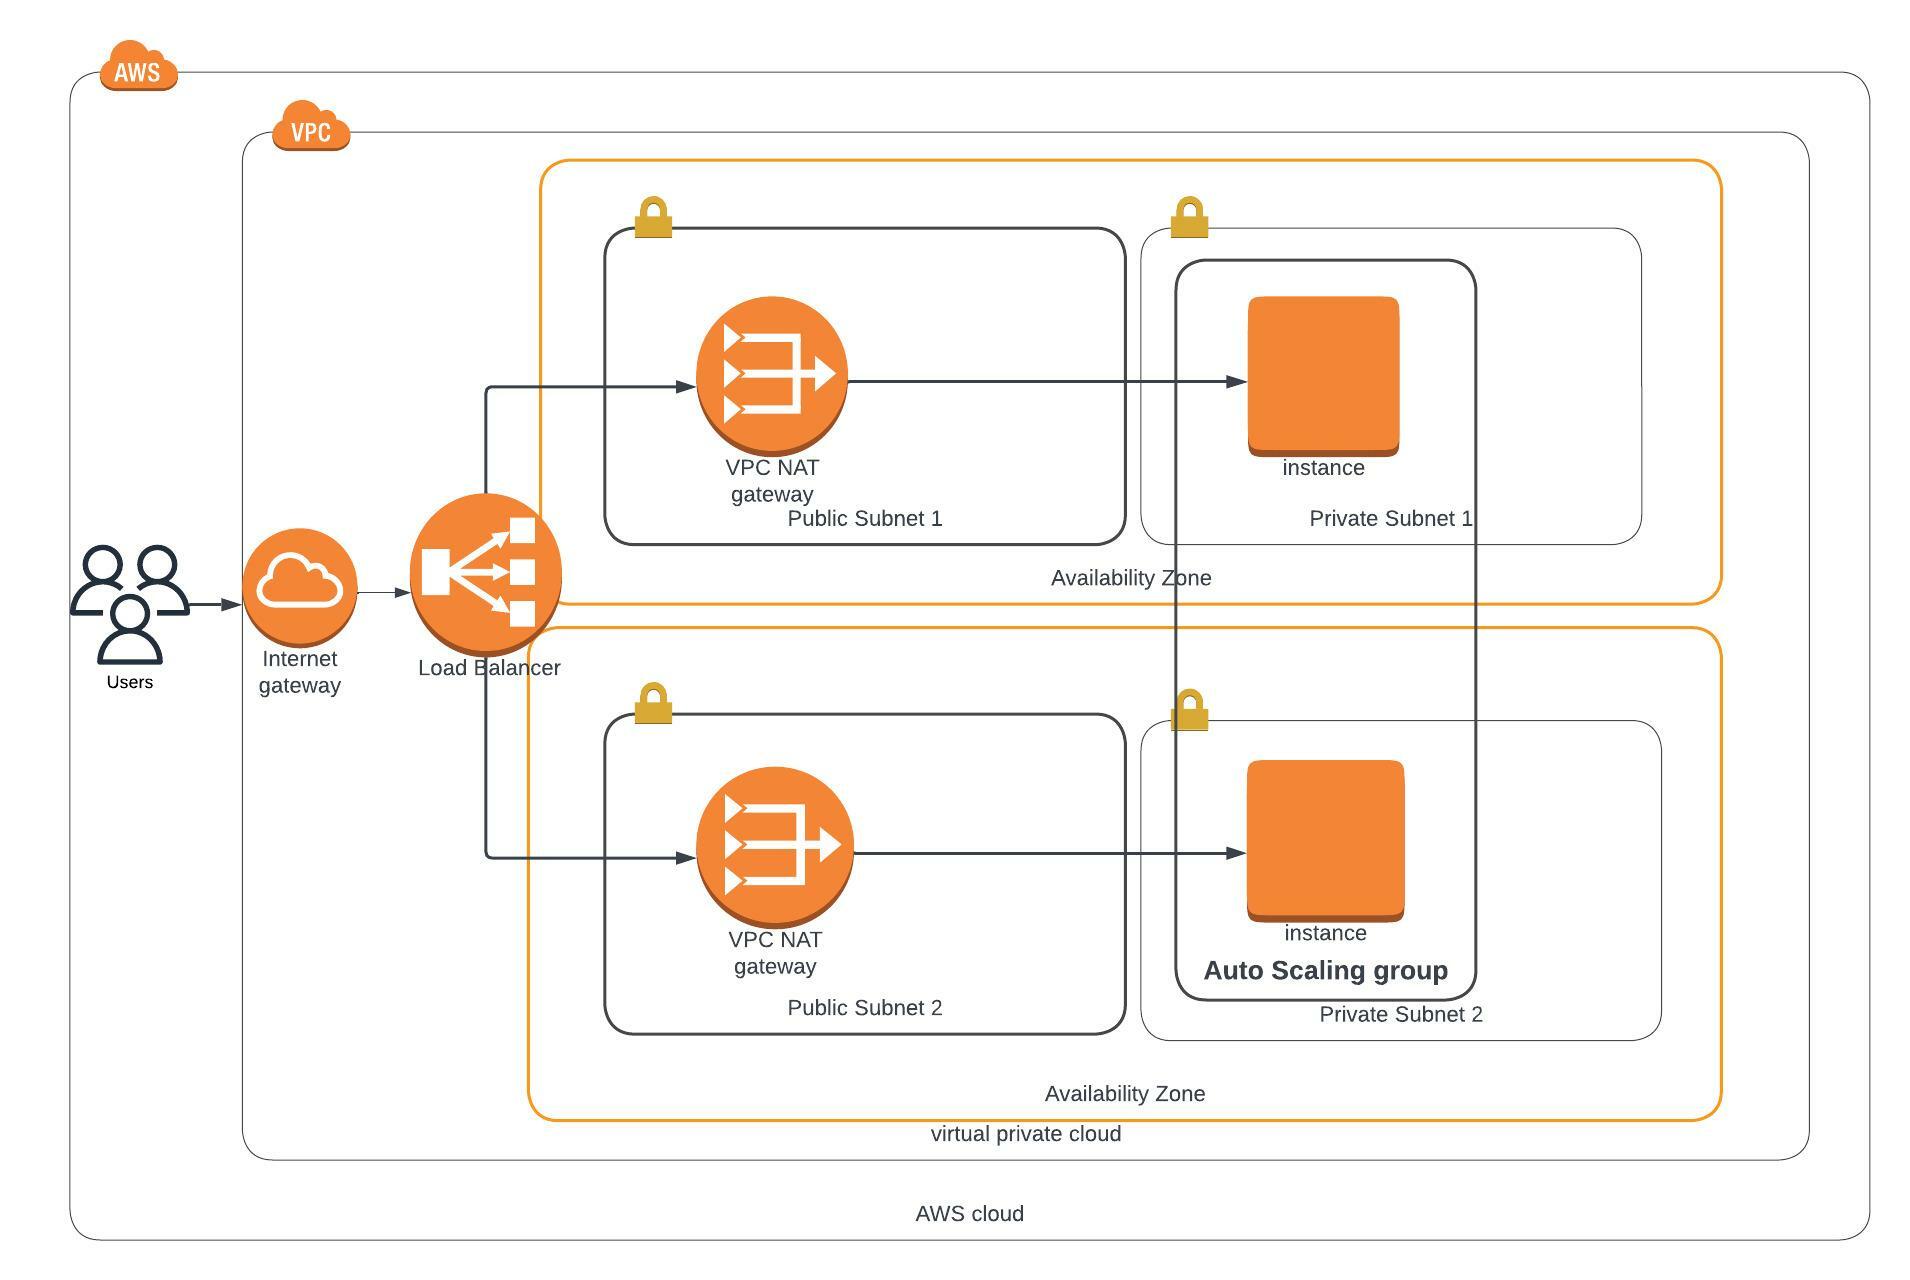 AWS
VPC
VPC NAT
gateway
Public Subnet 1
instance
Private Subnet 1
Availability Zone
Users
Internet
gateway
Load Balancer
VPC NAT
gateway
Public Subnet 2
instance
Auto Scaling group
Private Subnet 2
Availability Zone
virtual private cloud
AWS cloud